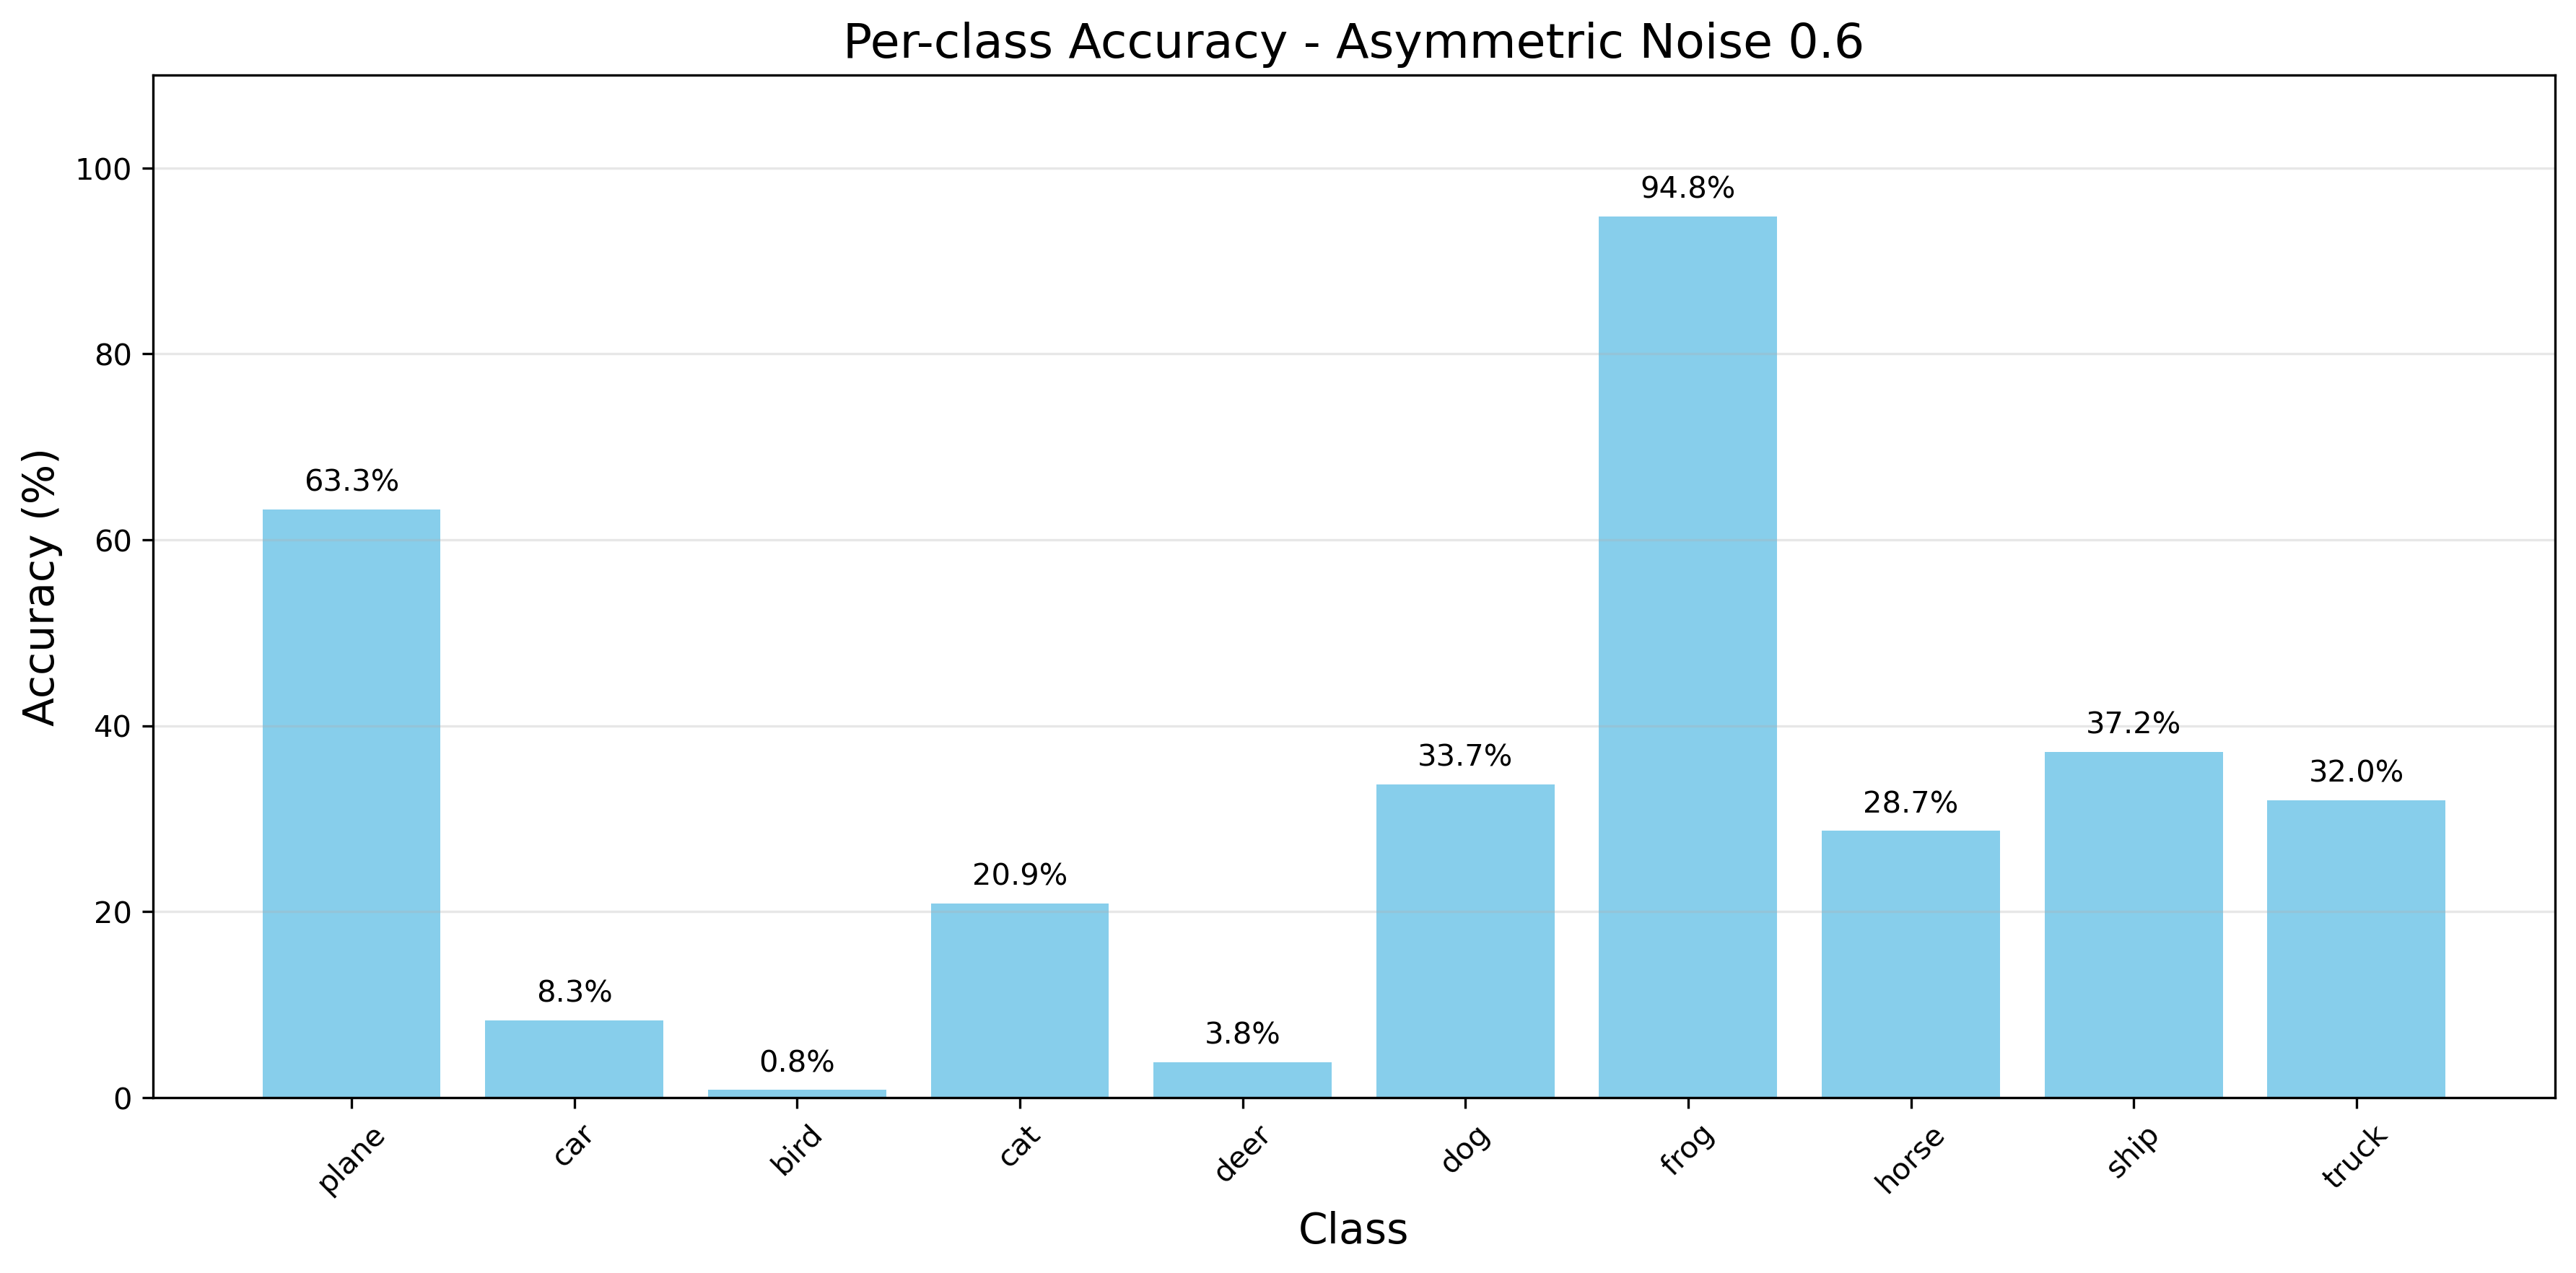 Per-class Accuracy - Asymmetric Noise 0.6
Accuracy (%)
100
80
60
40
20
0
63.3%
8.3%
0.8%
20.9%
3.8%
33.7%
94.8%
28.7%
37.2%
32.0%
plane
car
bird
cat
deer
dog
frog
horse
ship
truck
Class